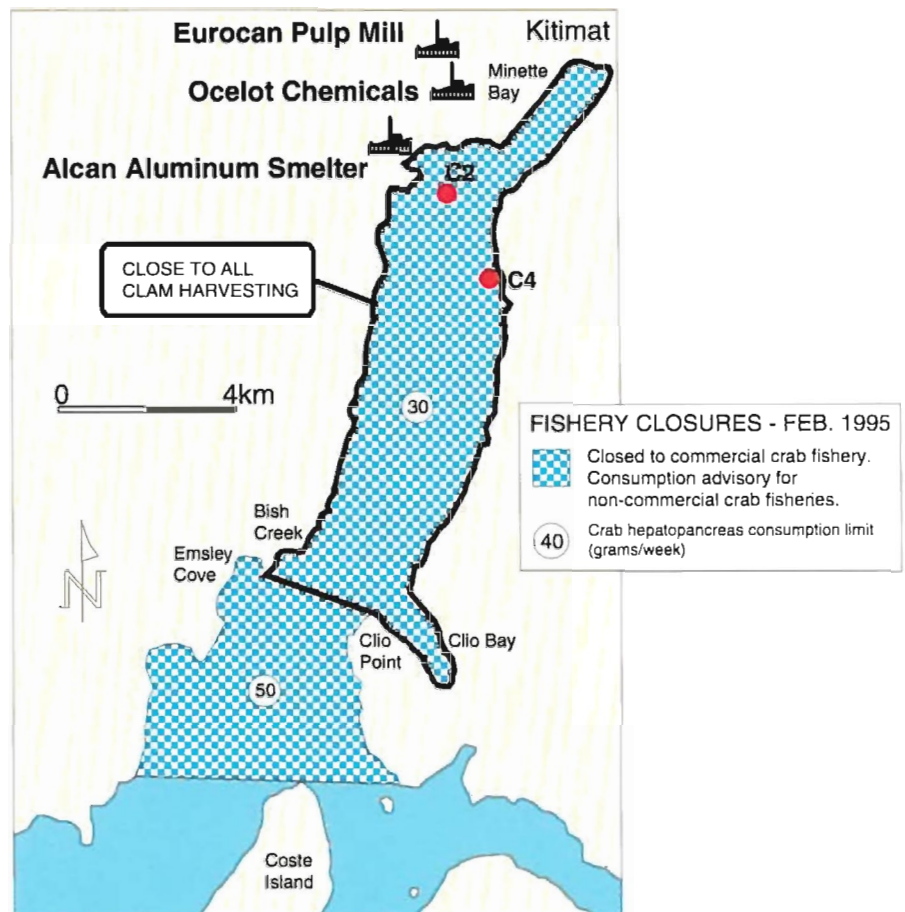 Eurocan Pulp Mill
Kitimat
Ocelot Chemicals
Minette
Bay
Alcan Aluminum Smelter
C2
CLOSE TO ALL
CLAM HARVESTING
C4
0 4km
30
FISHERY CLOSURES - FEB. 1995
Closed to commercial crab fishery.
Consumption advisory for
non-commercial crab fisheries.
40
Crab hepatopancreas consumption limit
(grams/week)
Bish
Creek
Emsley
Cove
N
Clio
Point
Clio Bay
50
Coste
Island